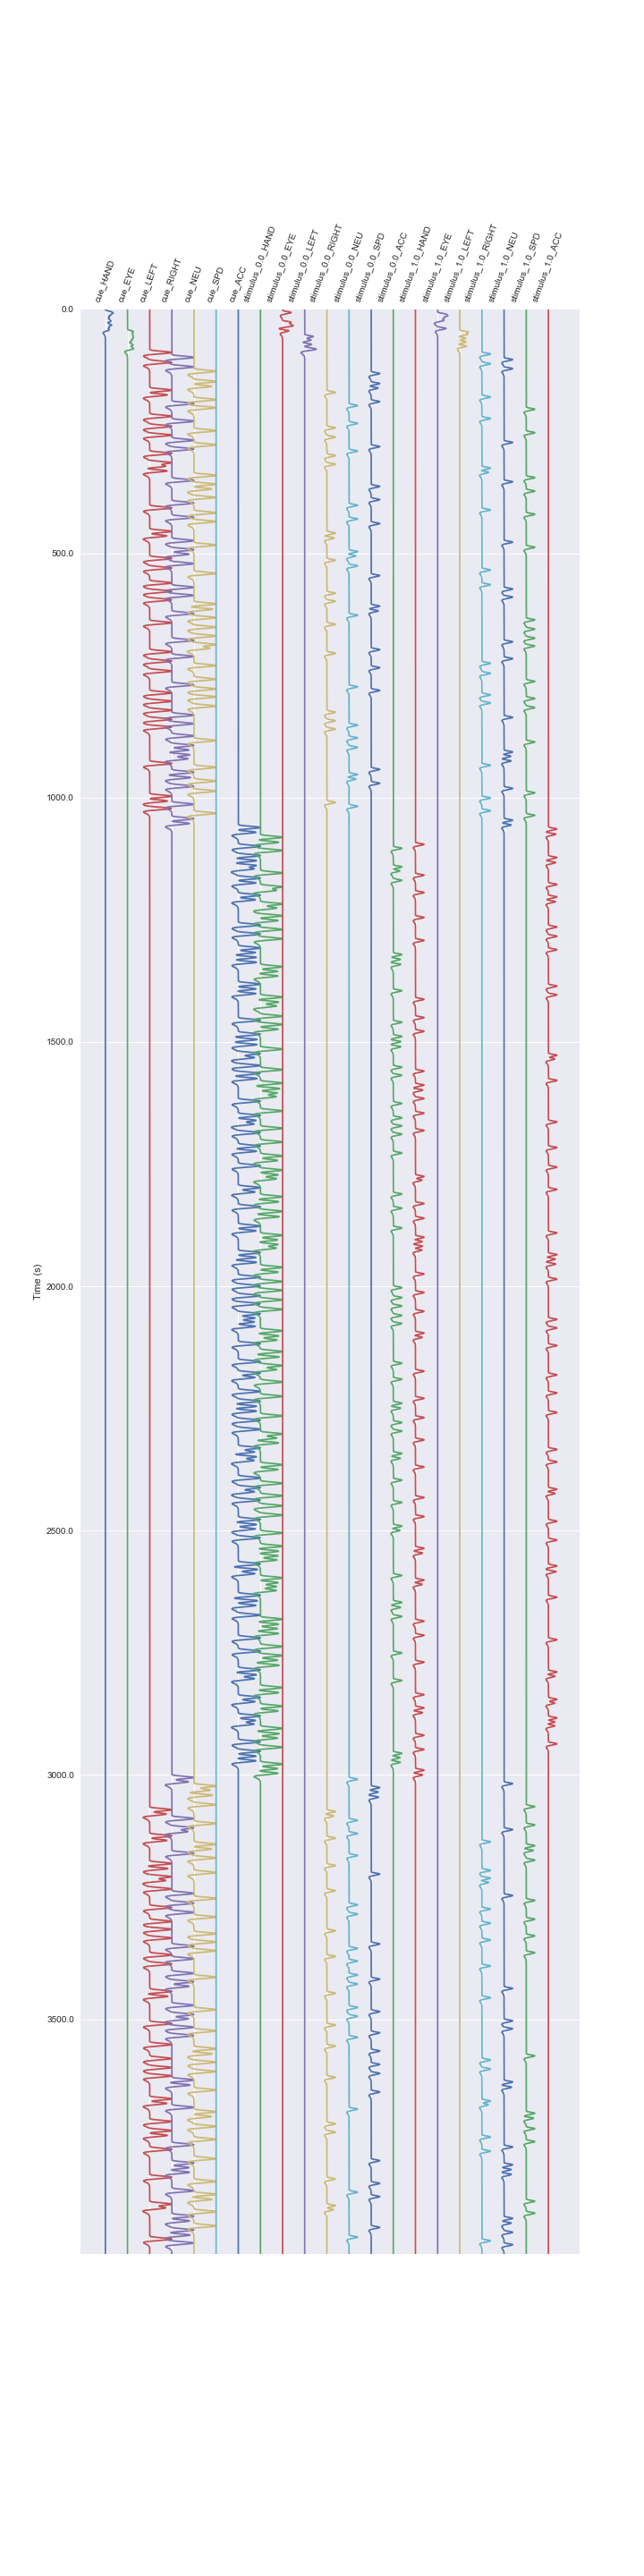 cue_HAND
cue_EYE
cue_LEFT
cue_RIGHT
cue_NEU
cue_SPD
cue_ACC
stimulus_0.0_HAND
stimulus_0.0_EYE
stimulus_0.0_LEFT
stimulus_0.0_RIGHT
stimulus_0.0_NEU
stimulus_0.0_SPD
stimulus_0.0_ACC
stimulus_1.0_HAND
stimulus_1.0_EYE
stimulus_1.0_LEFT
stimulus_1.0_RIGHT
stimulus_1.0_NEU
stimulus_1.0_SPD
stimulus_1.0_ACC
0.0
500.0
1000.0
1500.0
2000.0
2500.0
3000.0
3500.0
Time (s)